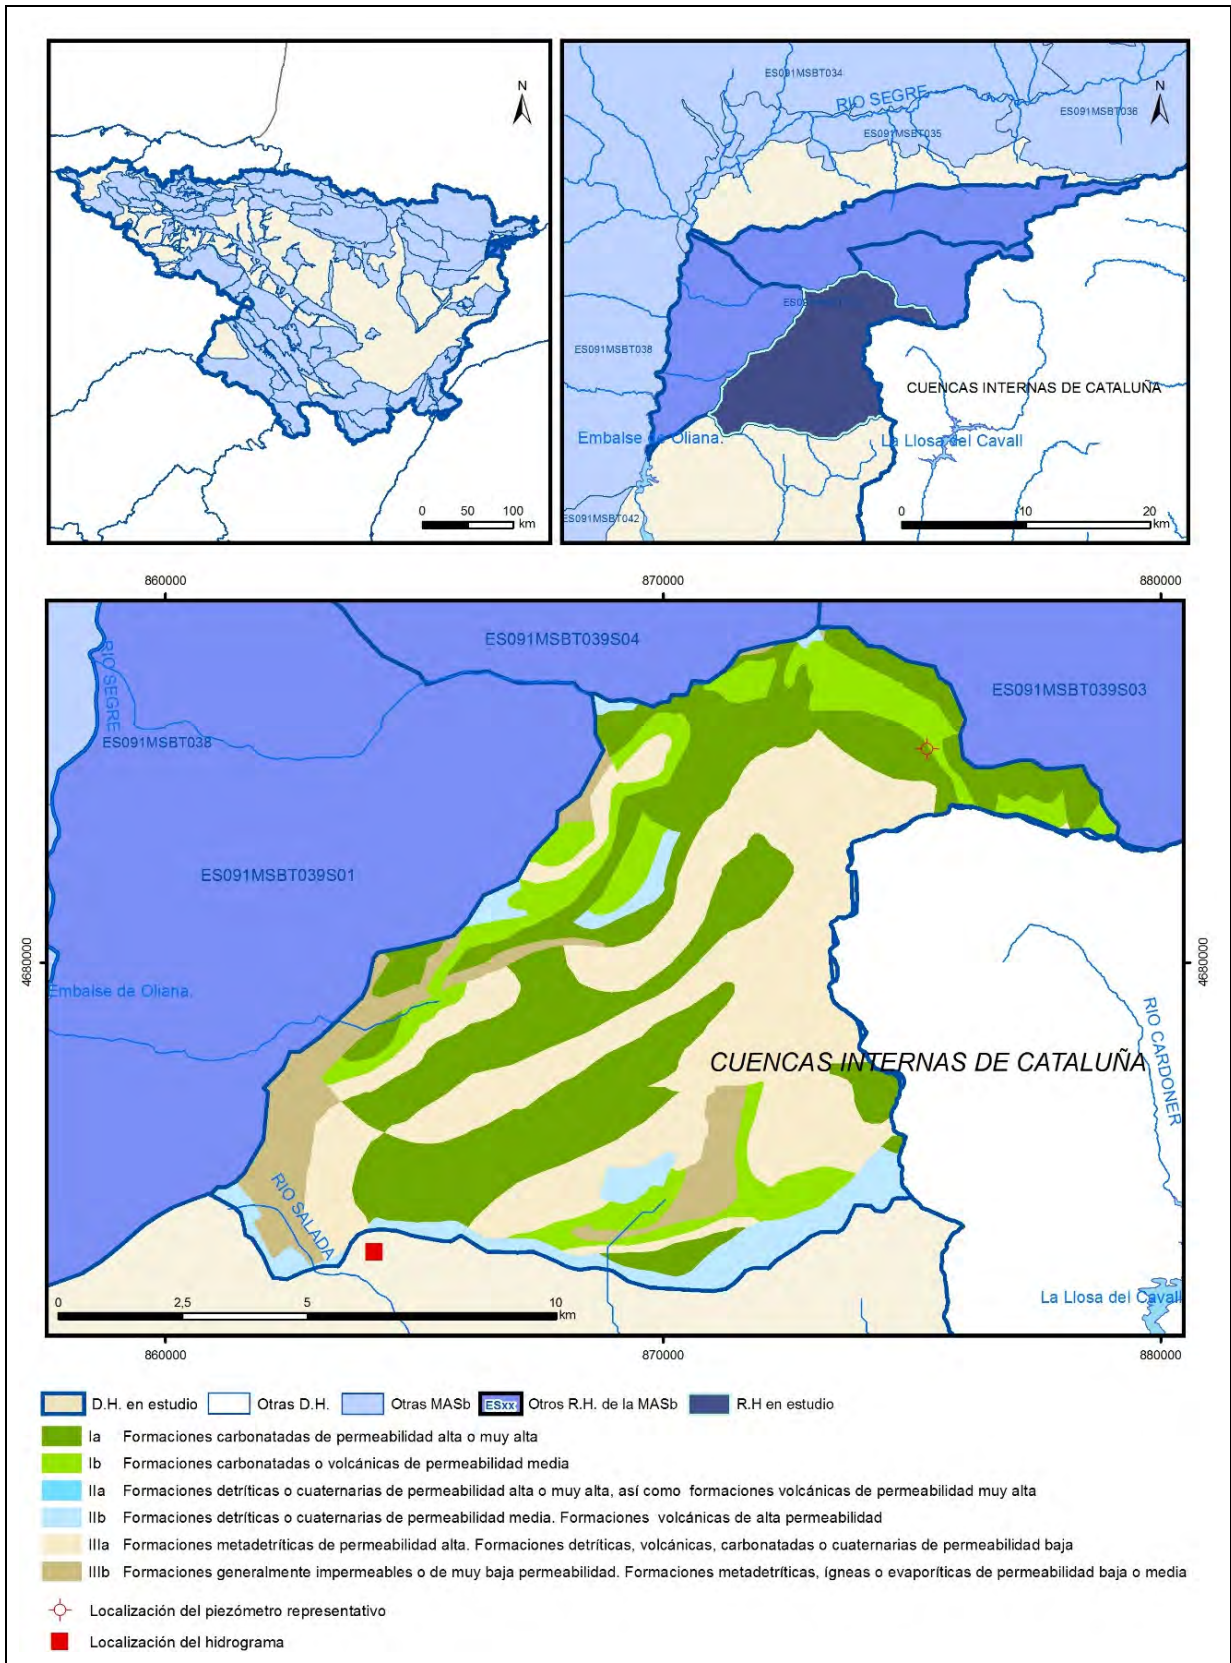 N
0 50 100
km
ES091MSBT034
RIO SEGRE
ES091MSBT036
ES091MSBT035
N
ES091MSBT038
CUENCAS INTERNAS DE CATALUÑA
Embalse de Oliana.
La Llosa del Cavall
ES091MSBT042
0 10 20
km
860000 870000 880000
ES091MSBT039S04
RIO SEGRE
ES091MSBT039S03
ES091MSBT038
ES091MSBT039S01
4680000
4680000
Embalse de Oliana.
CUENCAS INTERNAS DE CATALUÑA
RIO CARDONER
RIO SALADA
La Llosa del Cavall
0 2,5 5 10
km
860000 870000 880000
D.H. en estudio Otras D.H. Otras MASb ESxx Otros R.H. de la MASb R.H en estudio
Ia Formaciones carbonatadas de permeabilidad alta o muy alta
Ib Formaciones carbonatadas o volcánicas de permeabilidad media
IIa Formaciones detríticas o cuaternarias de permeabilidad alta o muy alta, así como formaciones volcánicas de permeabilidad muy alta
IIb Formaciones detríticas o cuaternarias de permeabilidad media. Formaciones volcánicas de alta permeabilidad
IIIa Formaciones metadetríticas de permeabilidad alta. Formaciones detríticas, volcánicas, carbonatadas o cuaternarias de permeabilidad baja
IIIb Formaciones generalmente impermeables o de muy baja permeabilidad. Formaciones metadetríticas, ígneas o evaporíticas de permeabilidad baja o media
Localización del piezómetro representativo
Localización del hidrograma